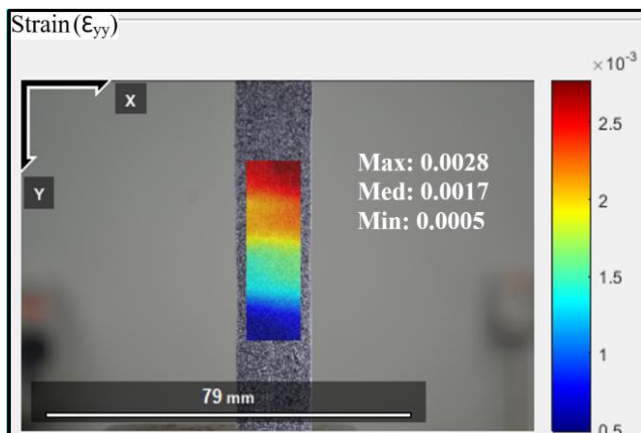 Strain (Ɛyy)
× 10⁻³
X
Y
Max: 0.0028
Med: 0.0017
Min: 0.0005
2.5
2
1.5
1
0.5
79 mm